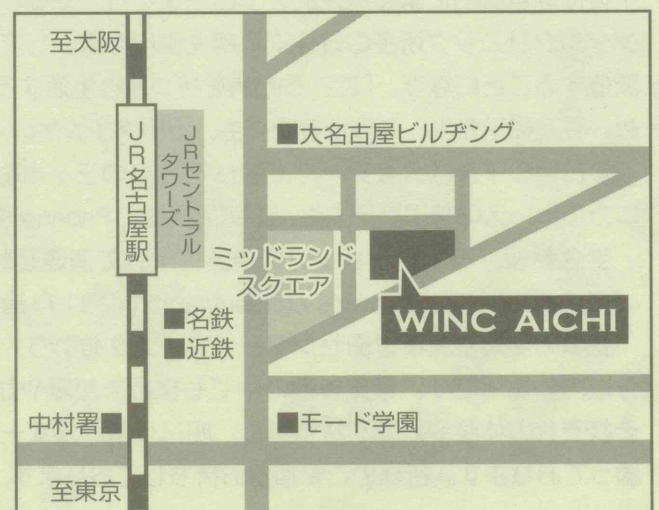 至大阪
JR名古屋駅
JRセントラル
タワーズ
■大名古屋ビルヂング
ミッドランド
スクエア
WINC AICHI
■名鉄
■近鉄
中村署■
■モード学園
至東京